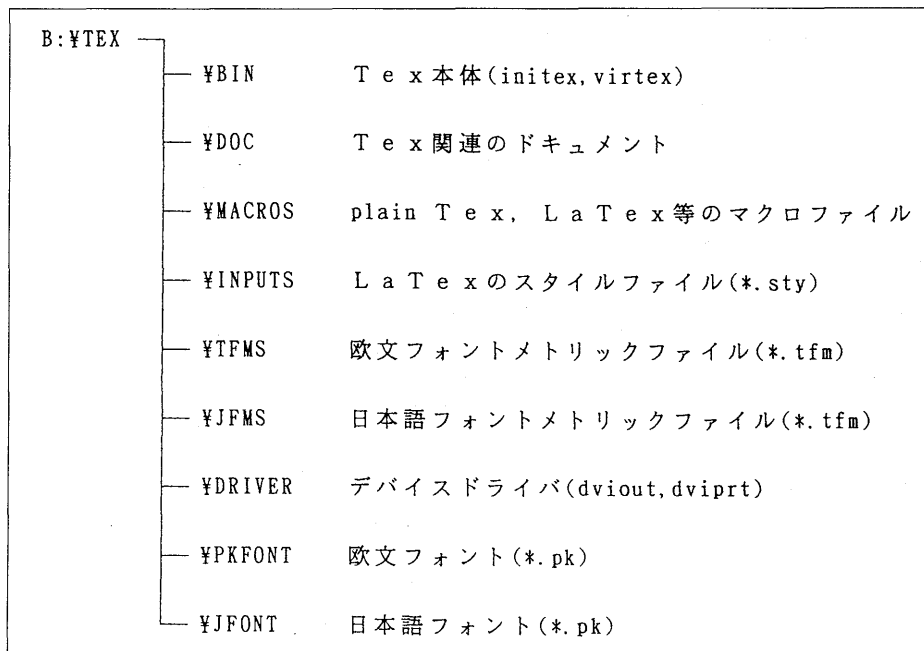 B:¥TEX
¥BIN Ｔｅｘ本体(initex,virtex)
¥DOC Ｔｅｘ関連のドキュメント
¥MACROS plain Ｔｅｘ, ＬａＴｅｘ等のマクロファイル
¥INPUTS ＬａＴｅｘのスタイルファイル(*.sty)
¥TFMS 欧文フォントメトリックファイル(*.tfm)
¥JFMS 日本語フォントメトリックファイル(*.tfm)
¥DRIVER デバイスドライバ(dviout,dviprt)
¥PKFONT 欧文フォント(*.pk)
¥JFONT 日本語フォント(*.pk)